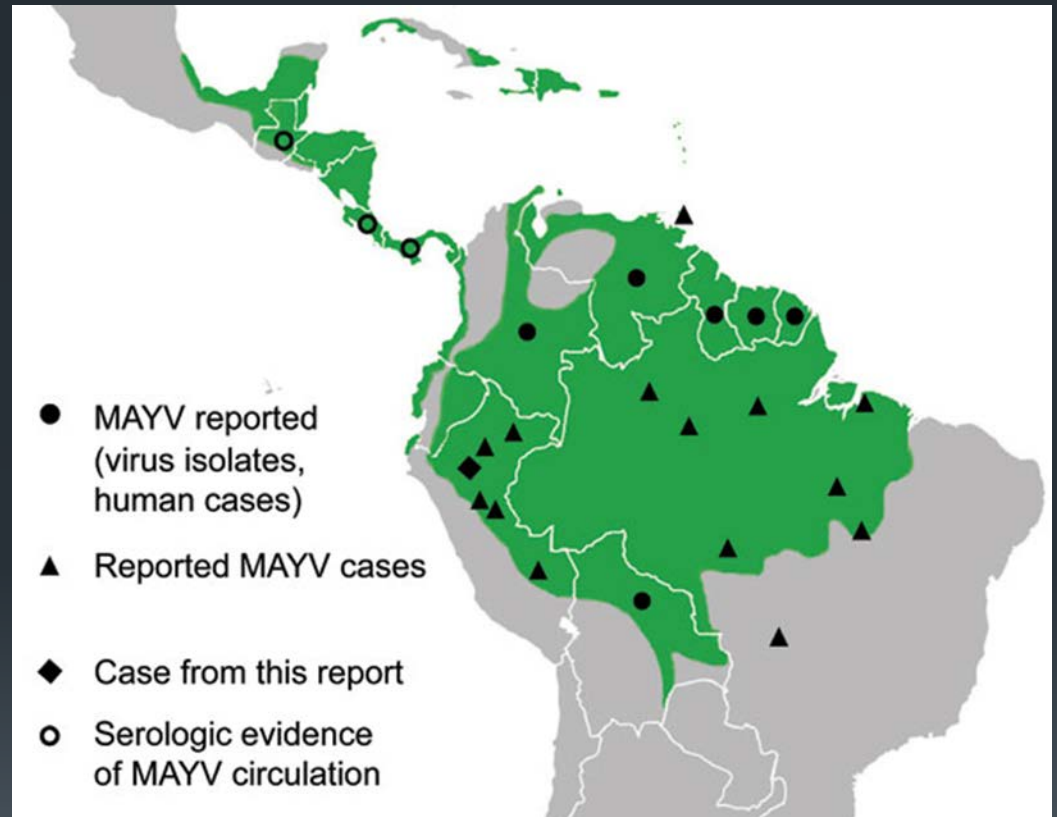 MAYV reported
(virus isolates,
human cases)
Reported MAYV cases
Case from this report
Serologic evidence
of MAYV circulation